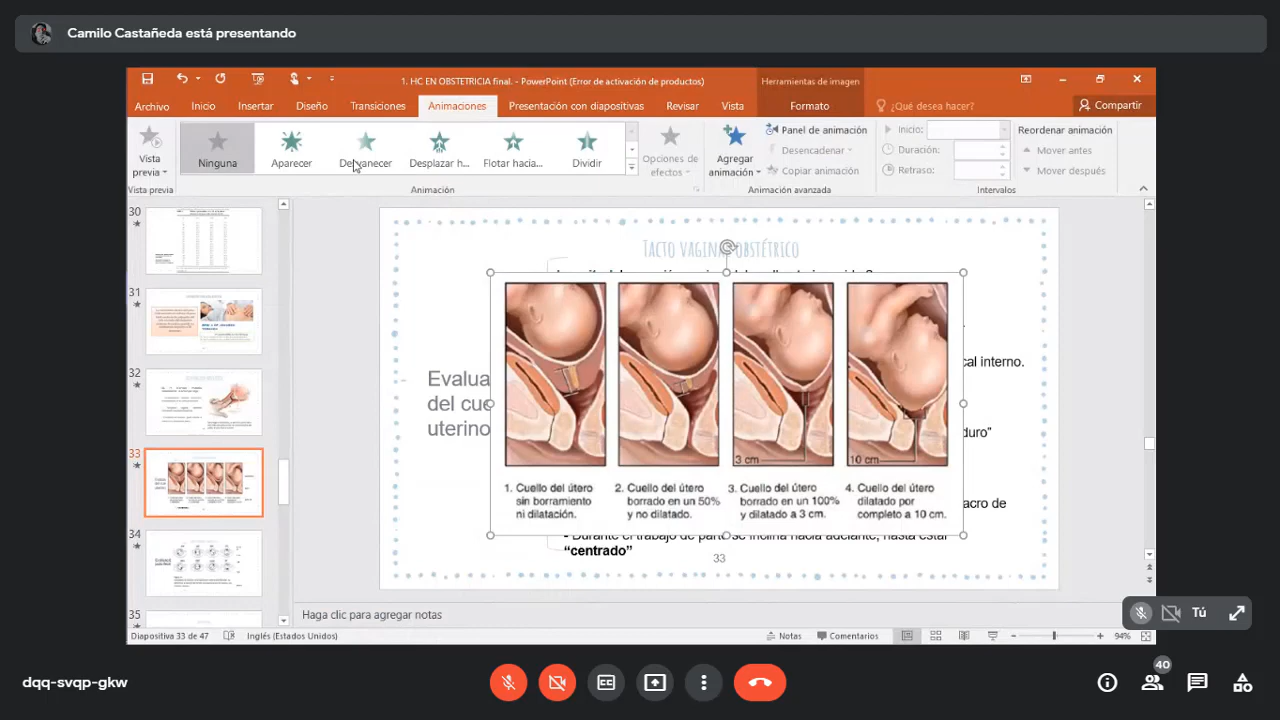 Camilo Castañeda está presentando
1. HC EN OBSTETRICIA final. - PowerPoint (Error de activación de productos)
Herramientas de imagen
Archivo Inicio Insertar Diseño Transiciones Animaciones Presentación con diapositivas Revisar Vista Formato ¿Qué desea hacer? Compartir
Vista previa
Ninguna Aparecer Desvanecer Desplazar h... Flotar hacia... Dividir
Opciones de efectos
Agregar animación
Panel de animación
Desencadenar
Copiar animación
Inicio:
Duración:
Retraso:
Reordenar animación
Mover antes
Mover después
Vista previa Animación Animación avanzada Intervalos
30
31
32
33
34
35
Tacto vagin obstétrico
Evalua
del cue
uterino
cal interno.
duro"
acro de
3 cm
10 cm
1. Cuello del útero
sin borramiento
ni dilatación.
2. Cuello del útero
borrado en un 50%
y no dilatado.
3. Cuello del útero
borrado en un 100%
y dilatado a 3 cm.
4. Cuello del útero
dilatado por
completo a 10 cm.
- Durante el trabajo de parto se inclina hacia adelante, hasta estar
“centrado”
33
Haga clic para agregar notas
Diapositiva 33 de 47 Inglés (Estados Unidos) Notas Comentarios 94%
Tú
dqq-svqp-gkw
40